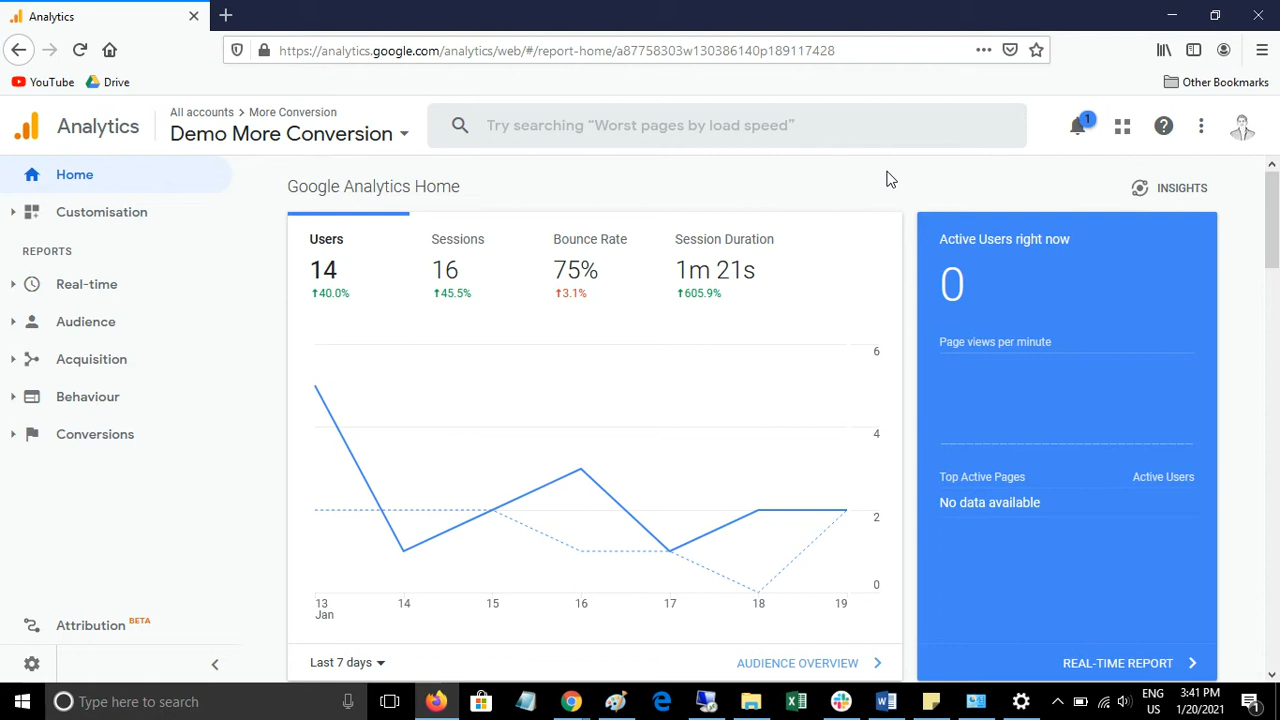 Analytics
https://analytics.google.com/analytics/web/#/report-home/a87758303w130386140p189117428
YouTube
Drive
Other Bookmarks
Analytics
All accounts > More Conversion
Demo More Conversion
Try searching “Worst pages by load speed”
1
Home
Customisation
REPORTS
Real-time
Audience
Acquisition
Behaviour
Conversions
Attribution BETA
Google Analytics Home
INSIGHTS
Users
14
↑40.0%
Sessions
16
↑45.5%
Bounce Rate
75%
↑3.1%
Session Duration
1m 21s
↑605.9%
6
4
2
0
13 14 15 16 17 18 19
Jan
Last 7 days
AUDIENCE OVERVIEW
Active Users right now
0
Page views per minute
Top Active Pages Active Users
No data available
REAL-TIME REPORT
Type here to search
ENG
US
3:41 PM
1/20/2021
1